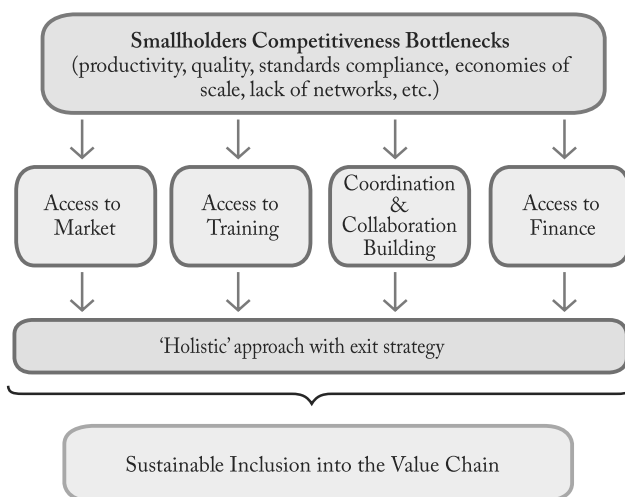 Smallholders Competitiveness Bottlenecks
(productivity, quality, standards compliance, economies of
scale, lack of networks, etc.)
Access to
Market
Access to
Training
Coordination
&
Collaboration
Building
Access to
Finance
‘Holistic’ approach with exit strategy
Sustainable Inclusion into the Value Chain